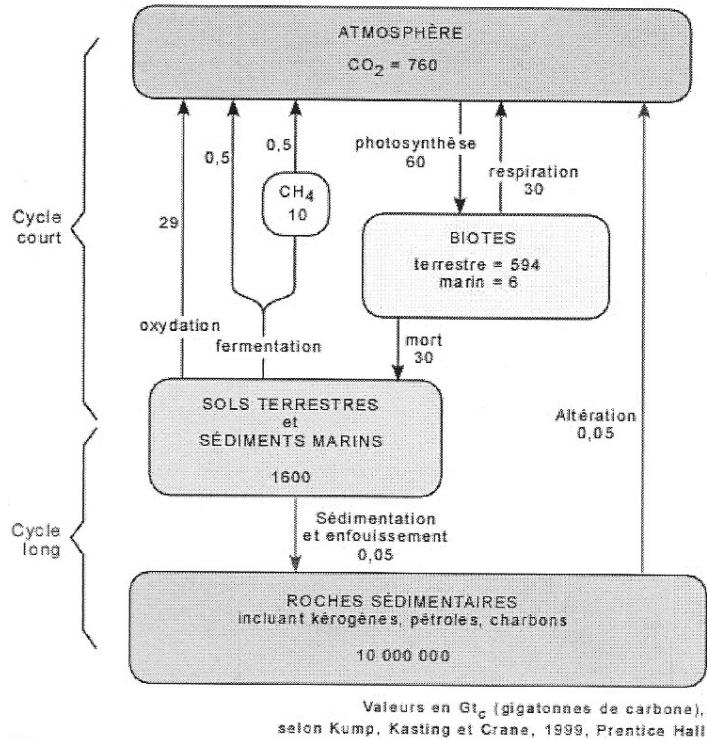 ATMOSPHÈRE
CO2 = 760
0,5
0,5
photosynthèse
60
respiration
30
CH4
10
Cycle
court
29
BIOTES
terrestre = 594
marin = 6
oxydation
fermentation
mort
30
SOLS TERRESTRES
et
SÉDIMENTS MARINS
1600
Altération
0,05
Cycle
long
Sédimentation
et enfouissement
0,05
ROCHES SÉDIMENTAIRES
incluant kérogènes, pétroles, charbons
10 000 000
Valeurs en Gtc (gigatonnes de carbone),
selon Kump, Kasting et Crane, 1999, Prentice Hall